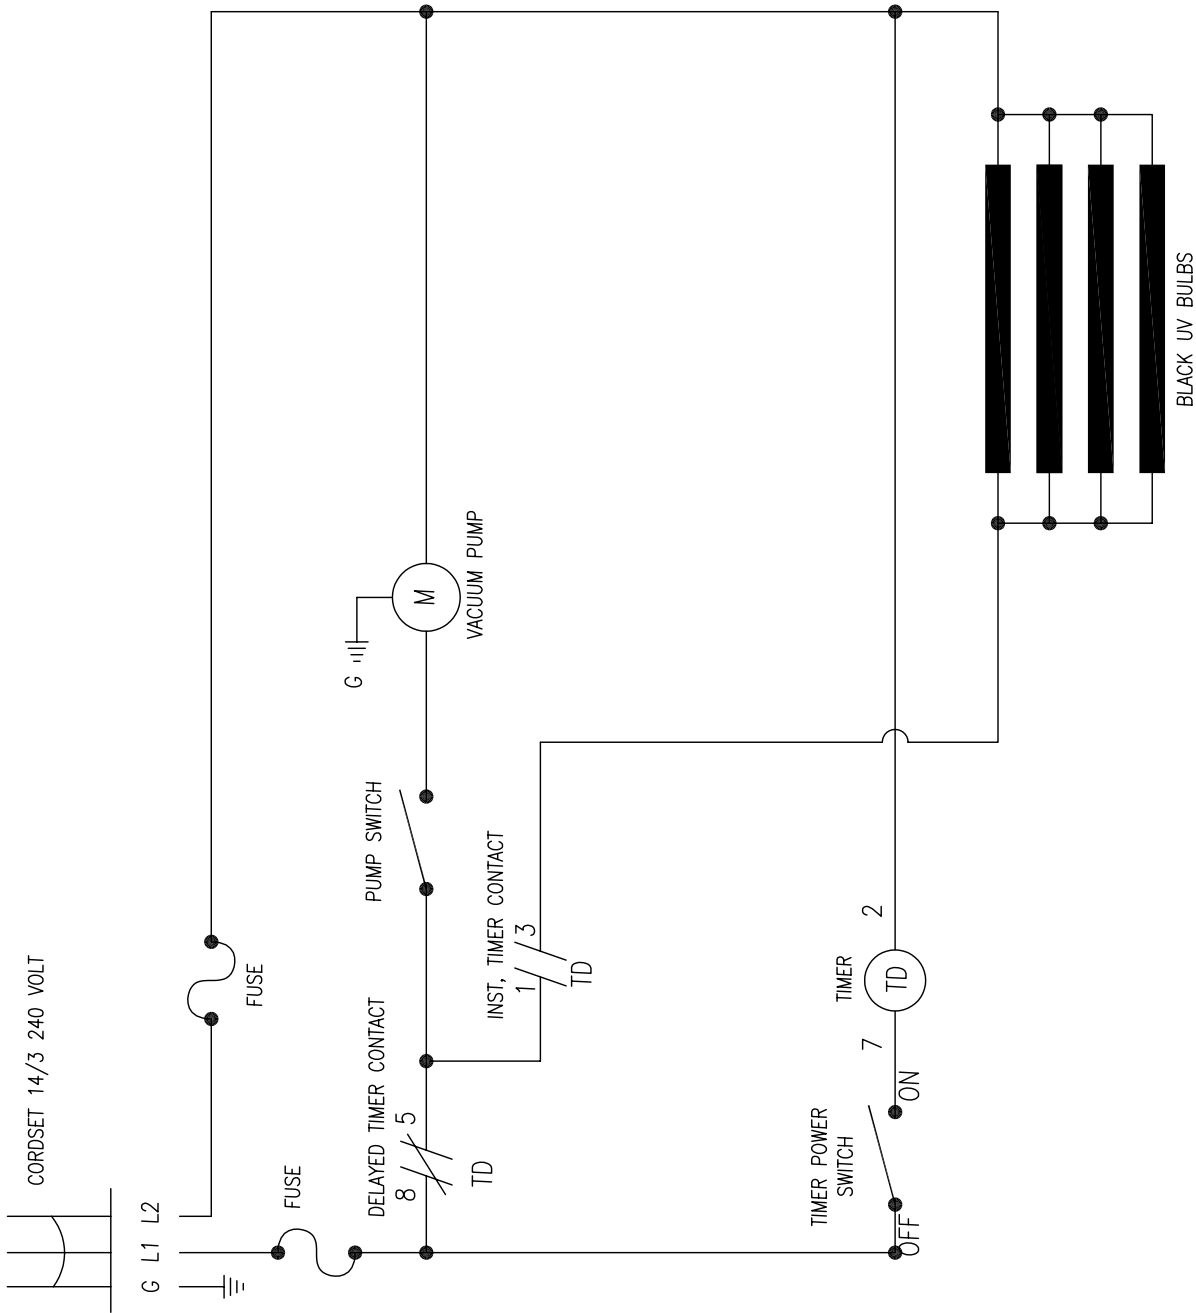 CORDSET 14/3 240 VOLT
G L1 L2
FUSE
FUSE
DELAYED TIMER CONTACT
8 5
TD
PUMP SWITCH
G
M
VACUUM PUMP
INST, TIMER CONTACT
1 3
TD
TIMER POWER
SWITCH
OFF
ON
7
TIMER
TD
2
BLACK UV BULBS